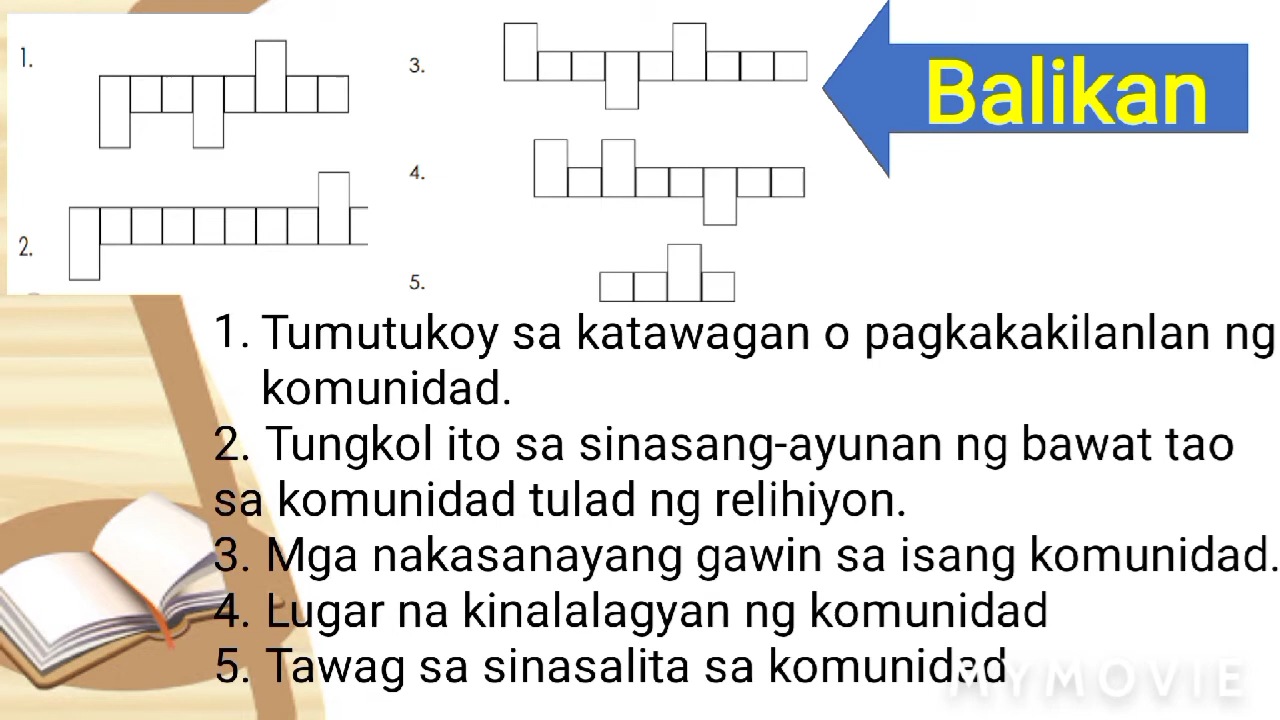 1.
2.
3.
4.
5.
Balikan
1. Tumutukoy sa katawagan o pagkakakilanlan ng
komunidad.
2. Tungkol ito sa sinasang-ayunan ng bawat tao
sa komunidad tulad ng relihiyon.
3. Mga nakasanayang gawin sa isang komunidad.
4. Lugar na kinalalagyan ng komunidad
5. Tawag sa sinasalita sa komunidad
MYMOVIE